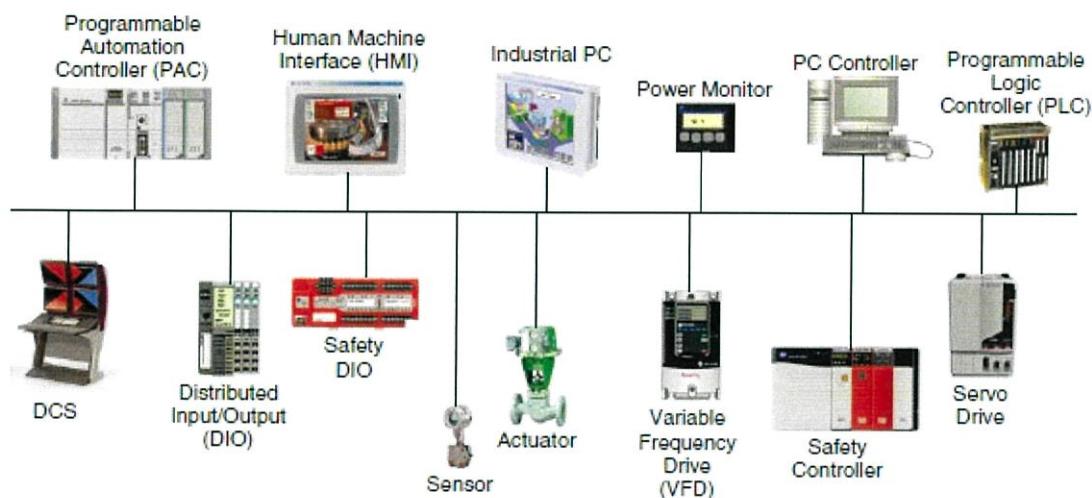 Programmable
Automation
Controller (PAC)
Human Machine
Interface (HMI)
Industrial PC
Power Monitor
PC Controller
Programmable
Logic
Controller (PLC)
DCS
Distributed
Input/Output
(DIO)
Safety
DIO
Sensor
Actuator
Variable
Frequency
Drive
(VFD)
Safety
Controller
Servo
Drive